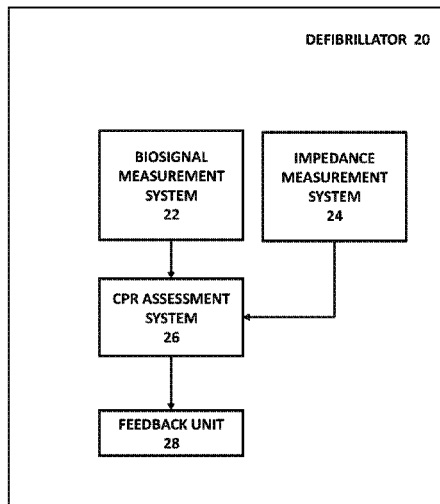 DEFIBRILLATOR 20
BIOSIGNAL
MEASUREMENT
SYSTEM
22
IMPEDANCE
MEASUREMENT
SYSTEM
24
CPR ASSESSMENT
SYSTEM
26
FEEDBACK UNIT
28